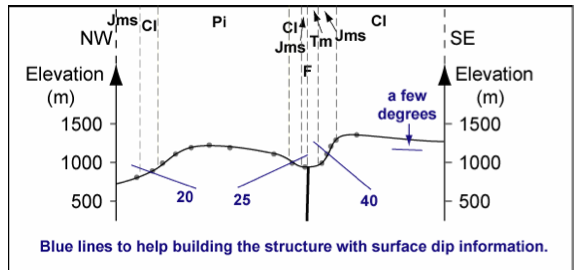 Jms Cl Pi Cl Jms Tm Jms Cl
NW SE
F
Elevation (m) Elevation (m)
a few degrees
1500 1500
1000 1000
500 500
20 25 40
Blue lines to help building the structure with surface dip information.